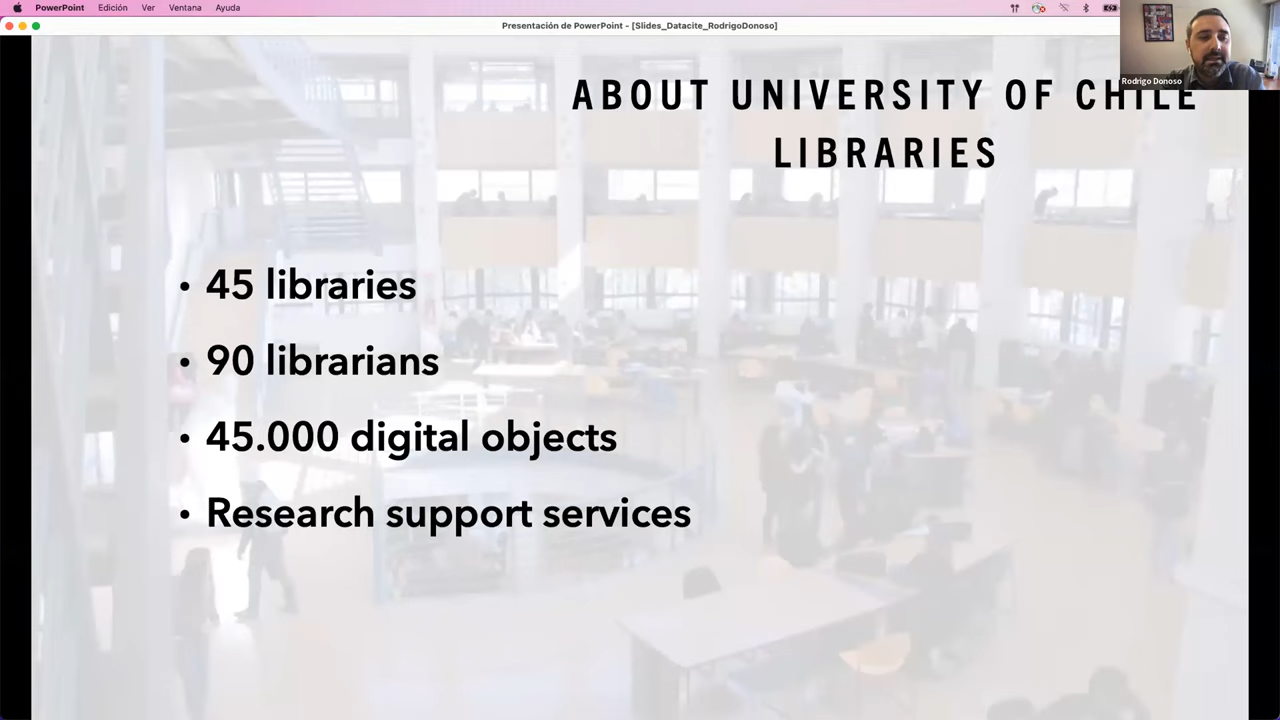 PowerPoint Edición Ver Ventana Ayuda
Presentación de PowerPoint - [Slides_Datacite_RodrigoDonoso]
Rodrigo Donoso
ABOUT UNIVERSITY OF CHILE
LIBRARIES
• 45 libraries
• 90 librarians
• 45.000 digital objects
• Research support services